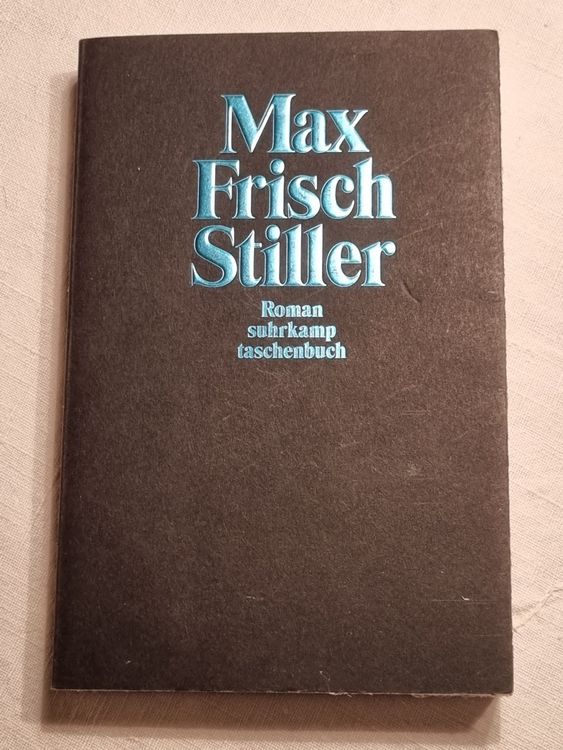 Max
Frisch
Stiller
Roman
suhrkamp
taschenbuch